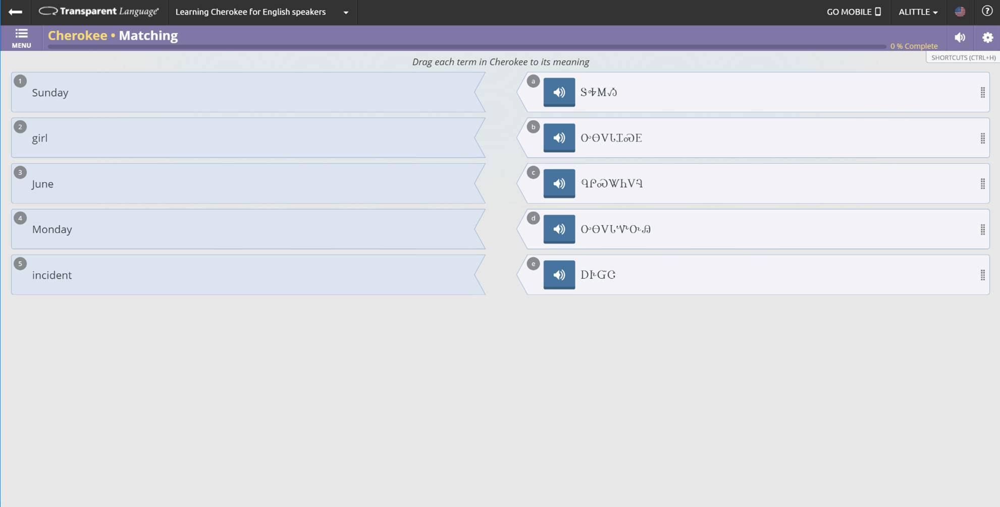 Transparent Language
Learning Cherokee for English speakers
GO MOBILE
ALITTLE
?
MENU
Cherokee • Matching
0 % Complete
SHORTCUTS (CTRL+H)
Drag each term in Cherokee to its meaning
1 Sunday
a ᏕᎭᎷᏱ
2 girl
b ᎤᎾᏙᏓᏆᏍᎬ
3 June
c ᏄᎵᏍᏔᏂᏙᎸ
4 Monday
d ᎤᎾᏙᏓᏉᏅᎯ
5 incident
e ᎠᎨᏳᏣ